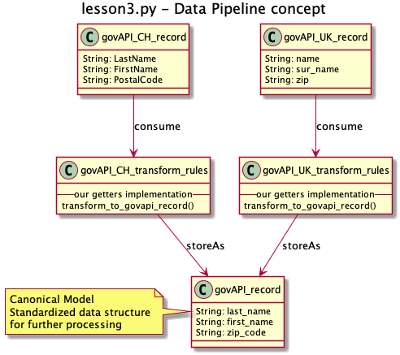 lesson3.py - Data Pipeline concept
C govAPI_CH_record
String: LastName
String: FirstName
String: PostalCode
C govAPI_UK_record
String: name
String: sur_name
String: zip
consume
consume
C govAPI_CH_transform_rules
our getters implementation
transform_to_govapi_record()
C govAPI_UK_transform_rules
our getters implementation
transform_to_govapi_record()
storeAs
storeAs
C govAPI_record
String: last_name
String: first_name
String: zip_code
Canonical Model
Standardized data structure
for further processing